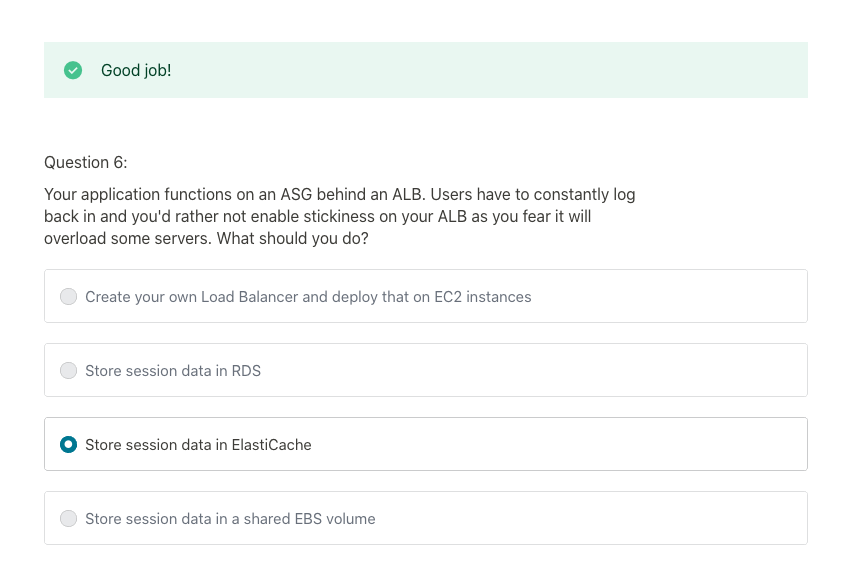 Good job!
Question 6:
Your application functions on an ASG behind an ALB. Users have to constantly log
back in and you'd rather not enable stickiness on your ALB as you fear it will
overload some servers. What should you do?
Create your own Load Balancer and deploy that on EC2 instances
Store session data in RDS
Store session data in ElastiCache
Store session data in a shared EBS volume